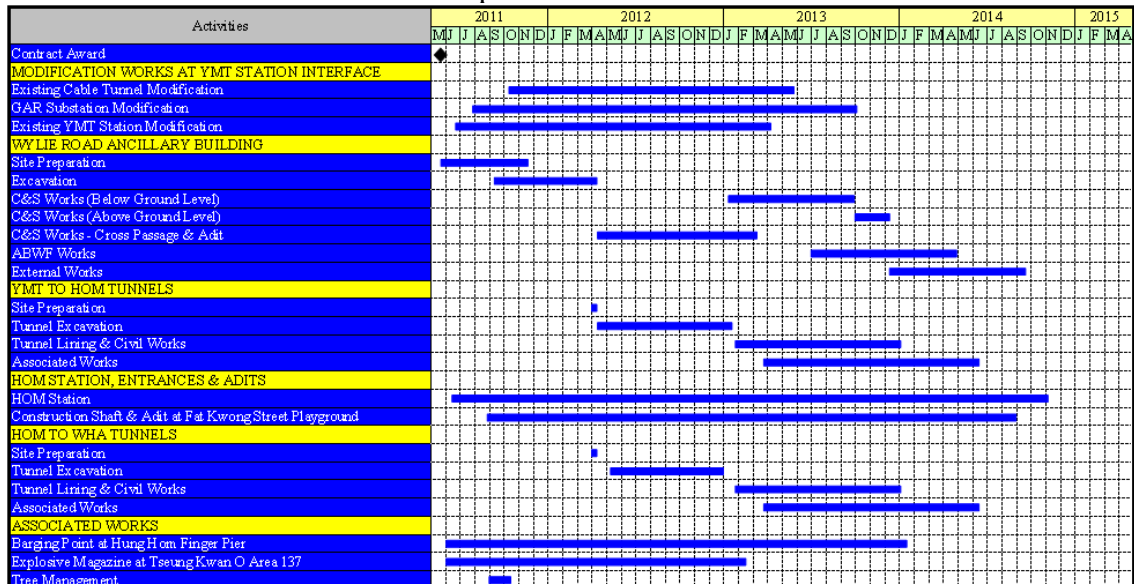 Activities
2011 2012 2013 2014 2015
M J J A S O N D J F M A M J J A S O N D J F M A M J J A S O N D J F M A M J J A S O N D J F M A
Contract Award
MODIFICATION WORKS AT YMT STATION INTERFACE
Existing Cable Tunnel Modification
GAR Substation Modification
Existing YMT Station Modification
WYLIE ROAD ANCILLARY BUILDING
Site Preparation
Excavation
C&S Works (Below Ground Level)
C&S Works (Above Ground Level)
C&S Works - Cross Passage & Adit
ABWF Works
External Works
YMT TO HOM TUNNELS
Site Preparation
Tunnel Excavation
Tunnel Lining & Civil Works
Associated Works
HOM STATION, ENTRANCES & ADITS
HOM Station
Construction Shaft & Adit at Fat Kwong Street Playground
HOM TO WHA TUNNELS
Site Preparation
Tunnel Excavation
Tunnel Lining & Civil Works
Associated Works
ASSOCIATED WORKS
Barging Point at Hung Hom Finger Pier
Explosive Magazine at Tseung Kwan O Area 137
Tree Management